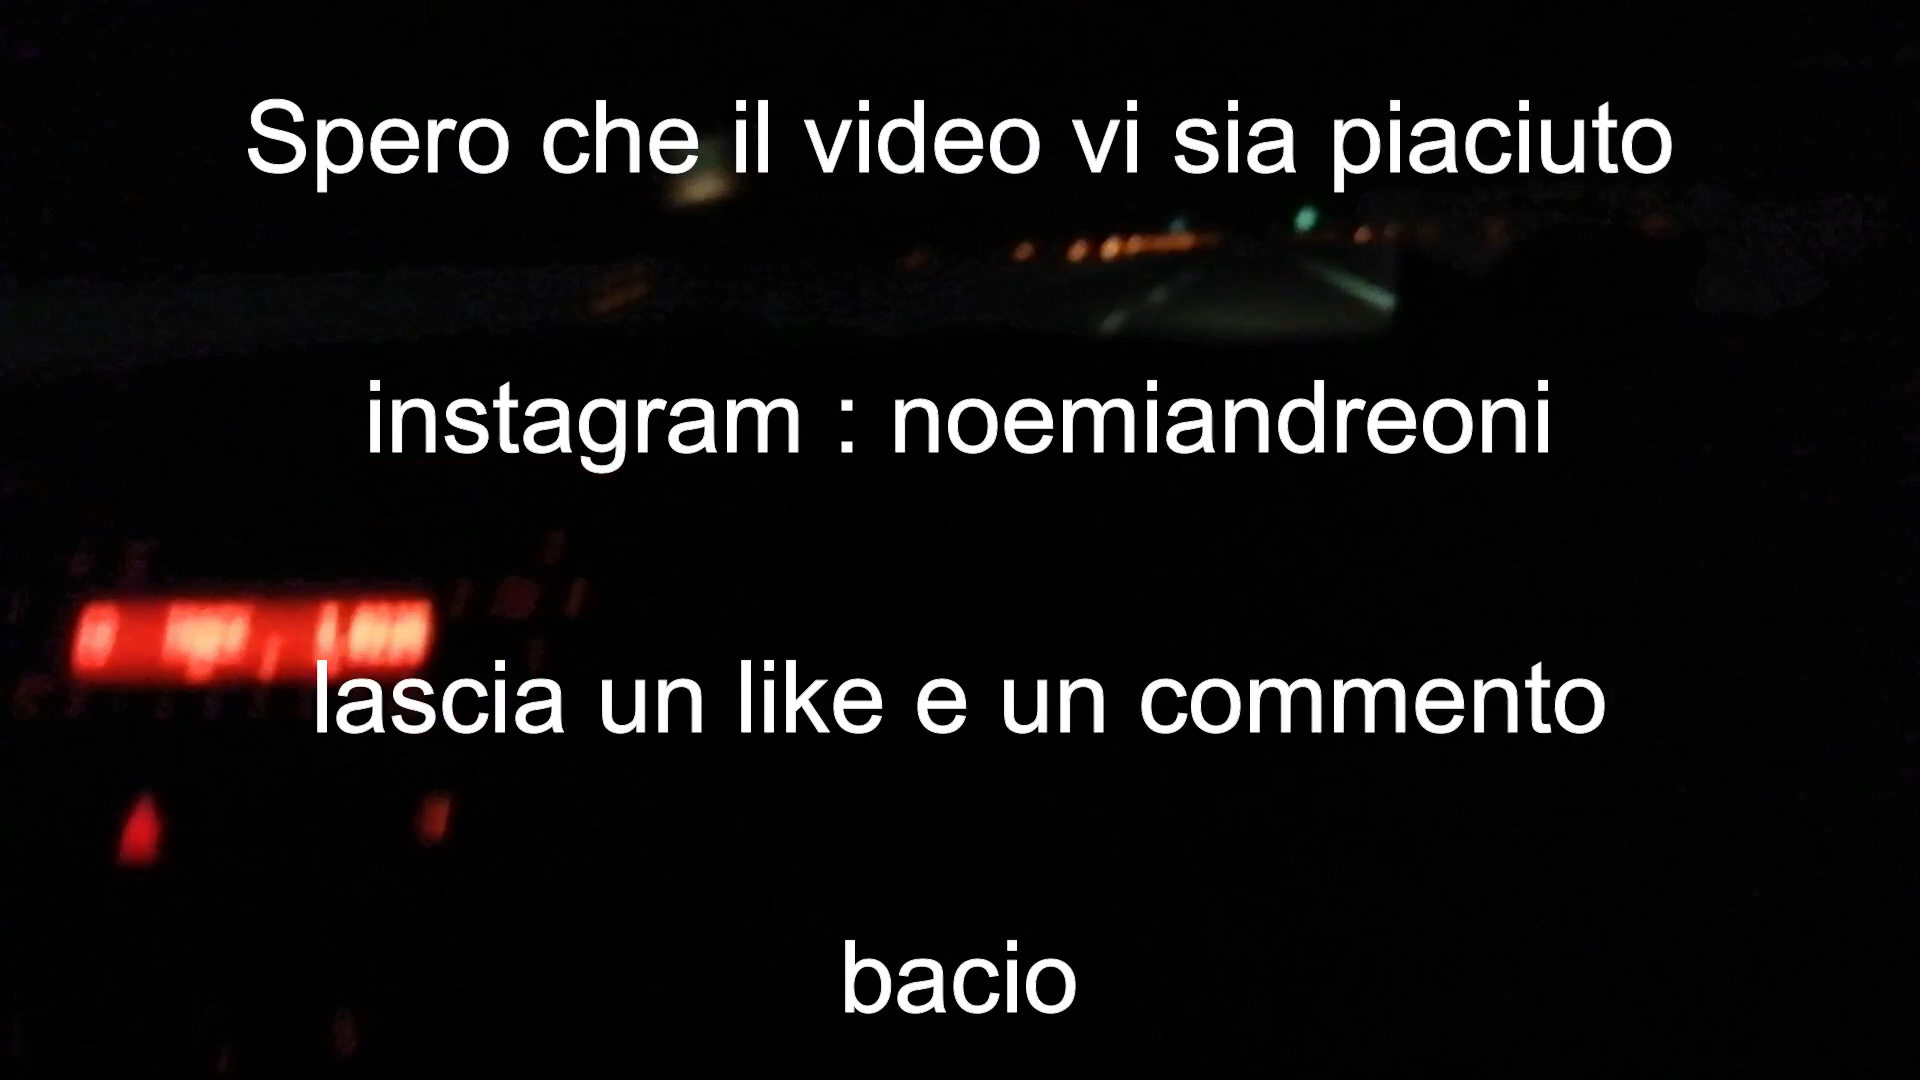 Spero che il video vi sia piaciuto
instagram : noemiandreoni
lascia un like e un commento
bacio